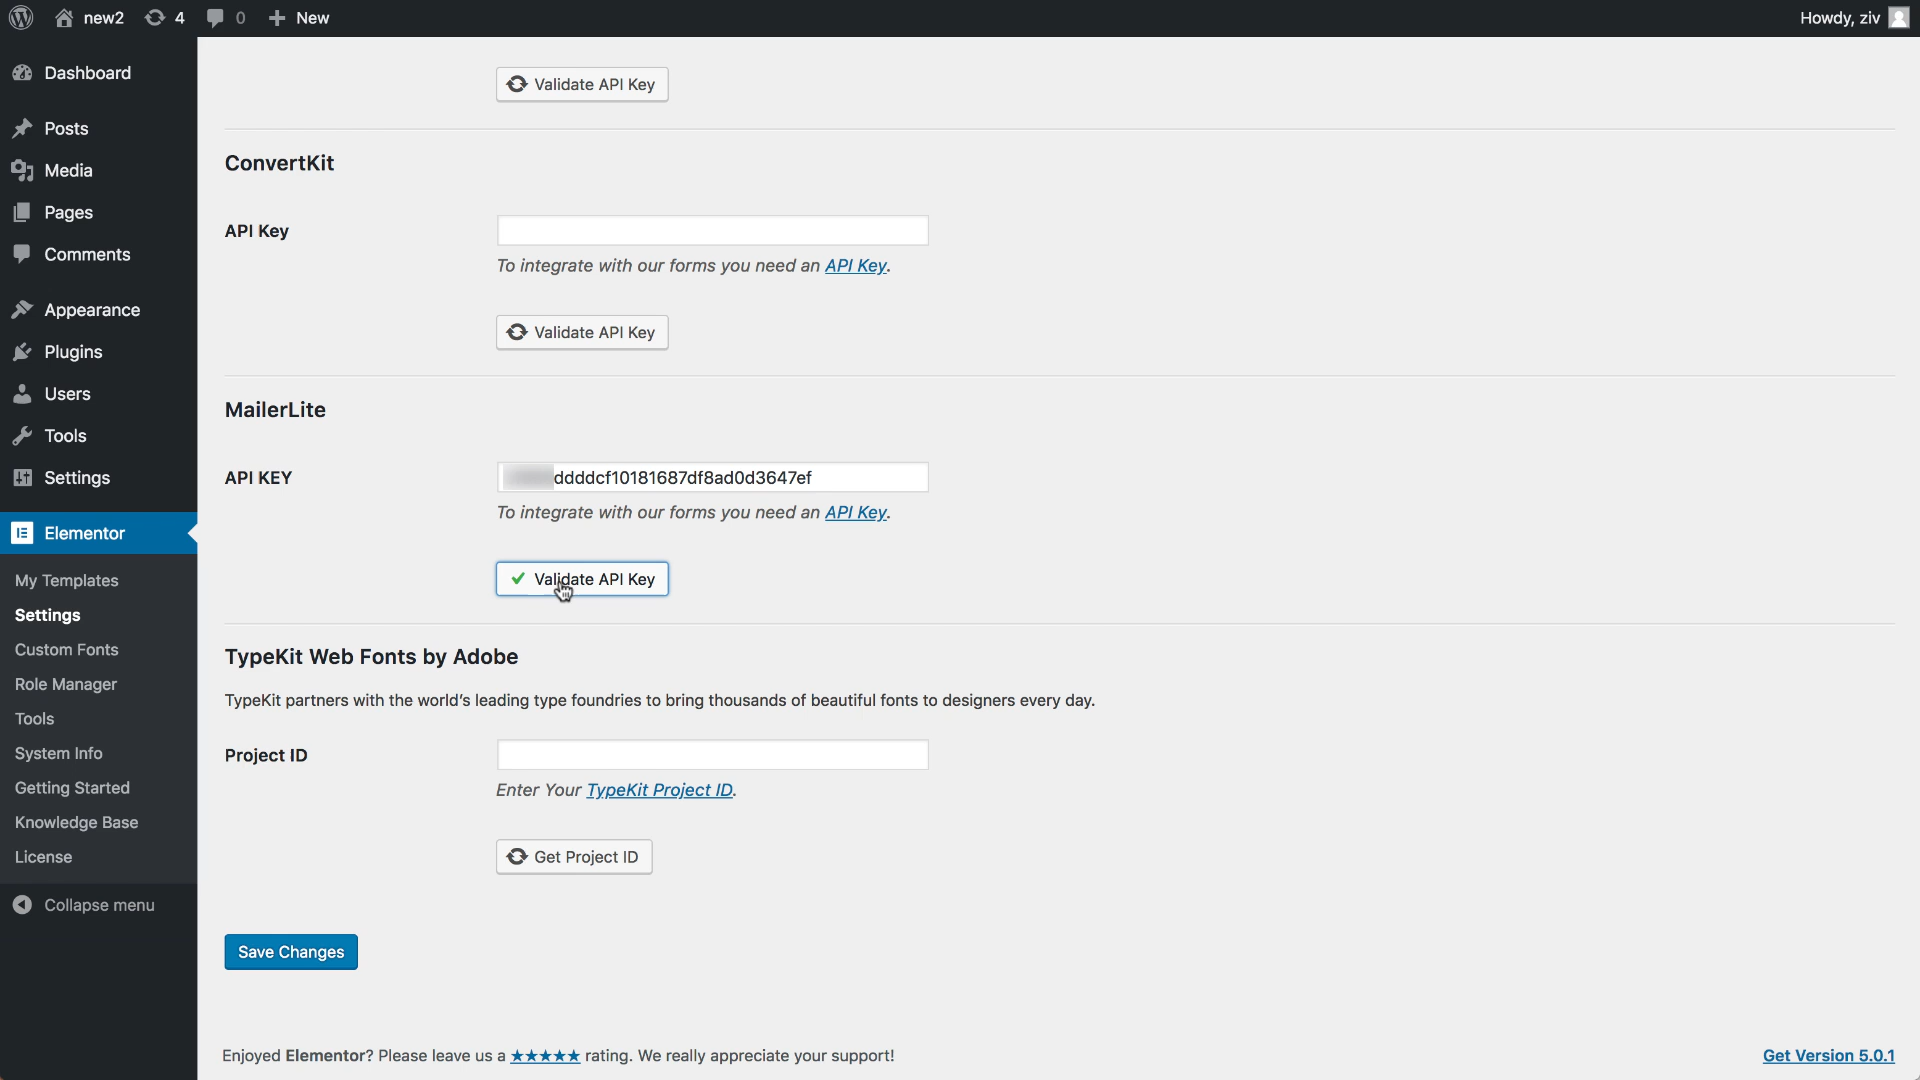 new2
4
0
New
Howdy, ziv
Dashboard
Posts
Media
Pages
Comments
Appearance
Plugins
Users
Tools
Settings
Elementor
My Templates
Settings
Custom Fonts
Role Manager
Tools
System Info
Getting Started
Knowledge Base
License
Collapse menu
Validate API Key
ConvertKit
API Key
To integrate with our forms you need an API Key.
Validate API Key
MailerLite
API KEY
ddddcf10181687df8ad0d3647ef
To integrate with our forms you need an API Key.
Validate API Key
TypeKit Web Fonts by Adobe
TypeKit partners with the world's leading type foundries to bring thousands of beautiful fonts to designers every day.
Project ID
Enter Your TypeKit Project ID.
Get Project ID
Save Changes
Enjoyed Elementor? Please leave us a ★★★★★ rating. We really appreciate your support!
Get Version 5.0.1